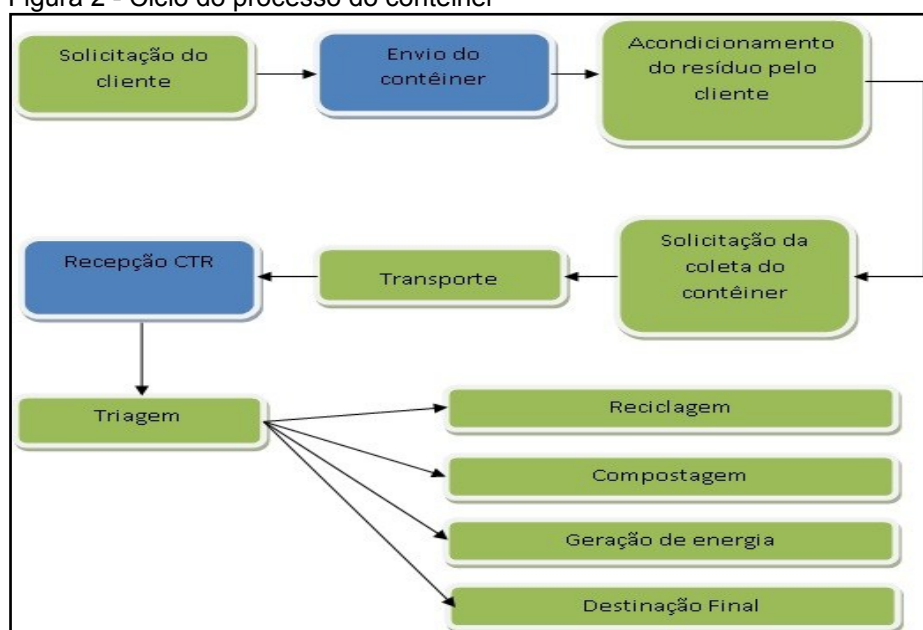 Figura 2 - Ciclo do processo do contêiner
Solicitação do
cliente
Envio do
contêiner
Acondicionamento
do resíduo pelo
cliente
Solicitação da
coleta do
contêiner
Transporte
Recepção CTR
Triagem
Reciclagem
Compostagem
Geração de energia
Destinação Final